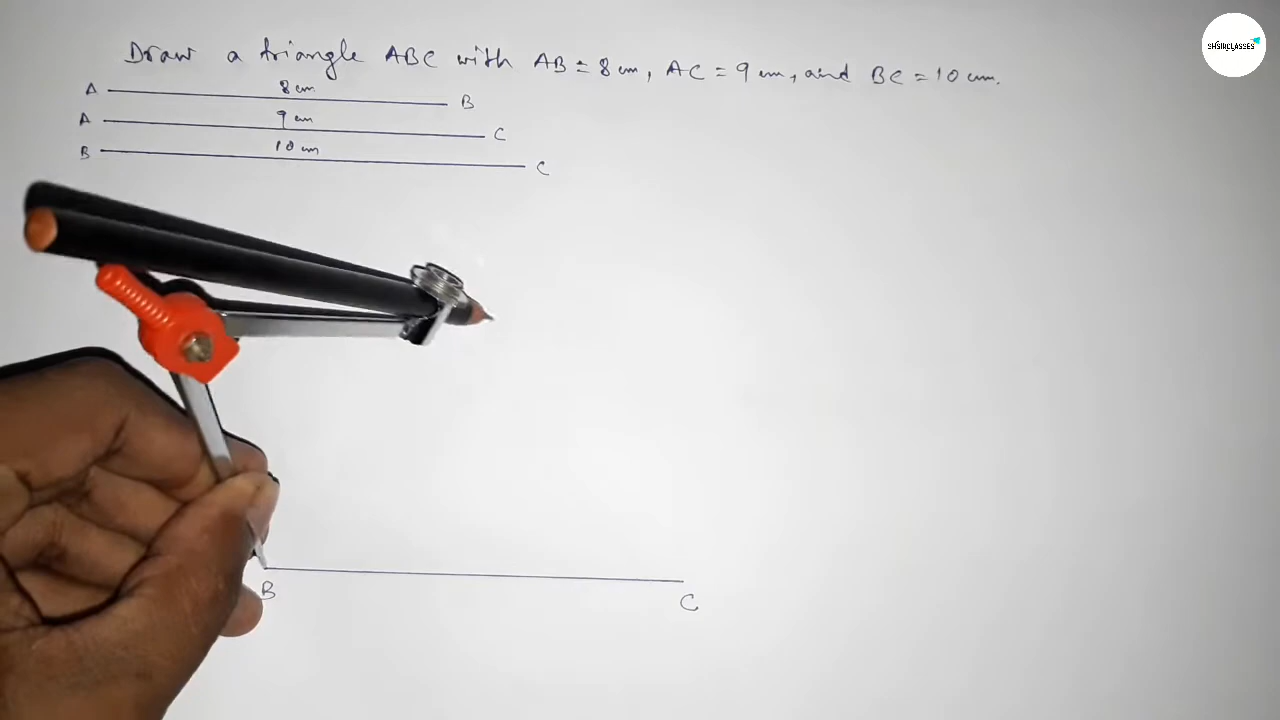 Draw a triangle ABC with AB = 8 cm, AC = 9 cm, and BC = 10 cm.
A 8 cm B
A 9 cm C
B 10 cm C
B C
SHSIRCLASSES